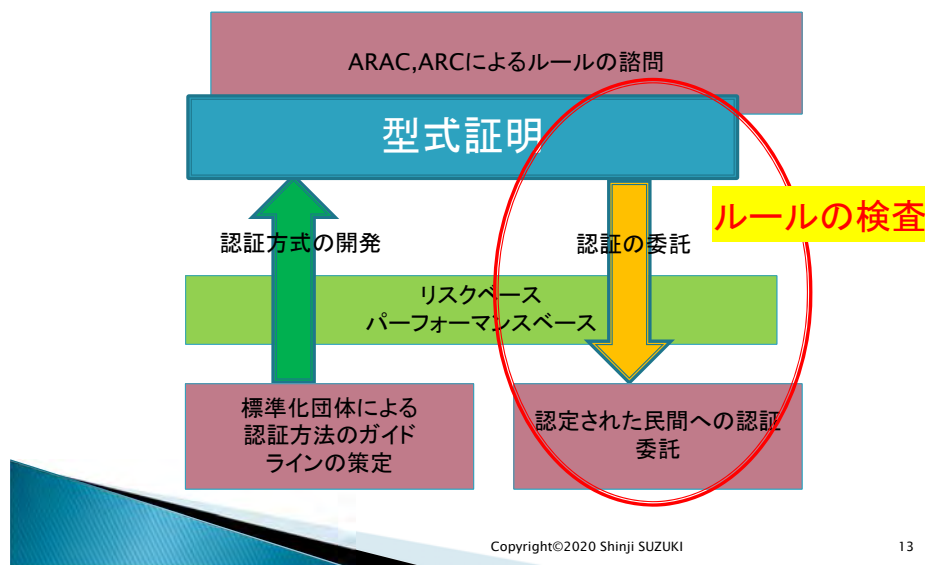 ARAC,ARCによるルールの諮問
型式証明
ルールの検査
認証方式の開発
認証の委託
リスクベース
パーフォーマンスベース
標準化団体による
認証方法のガイド
ラインの策定
認定された民間への認証
委託
Copyright©2020 Shinji SUZUKI
13